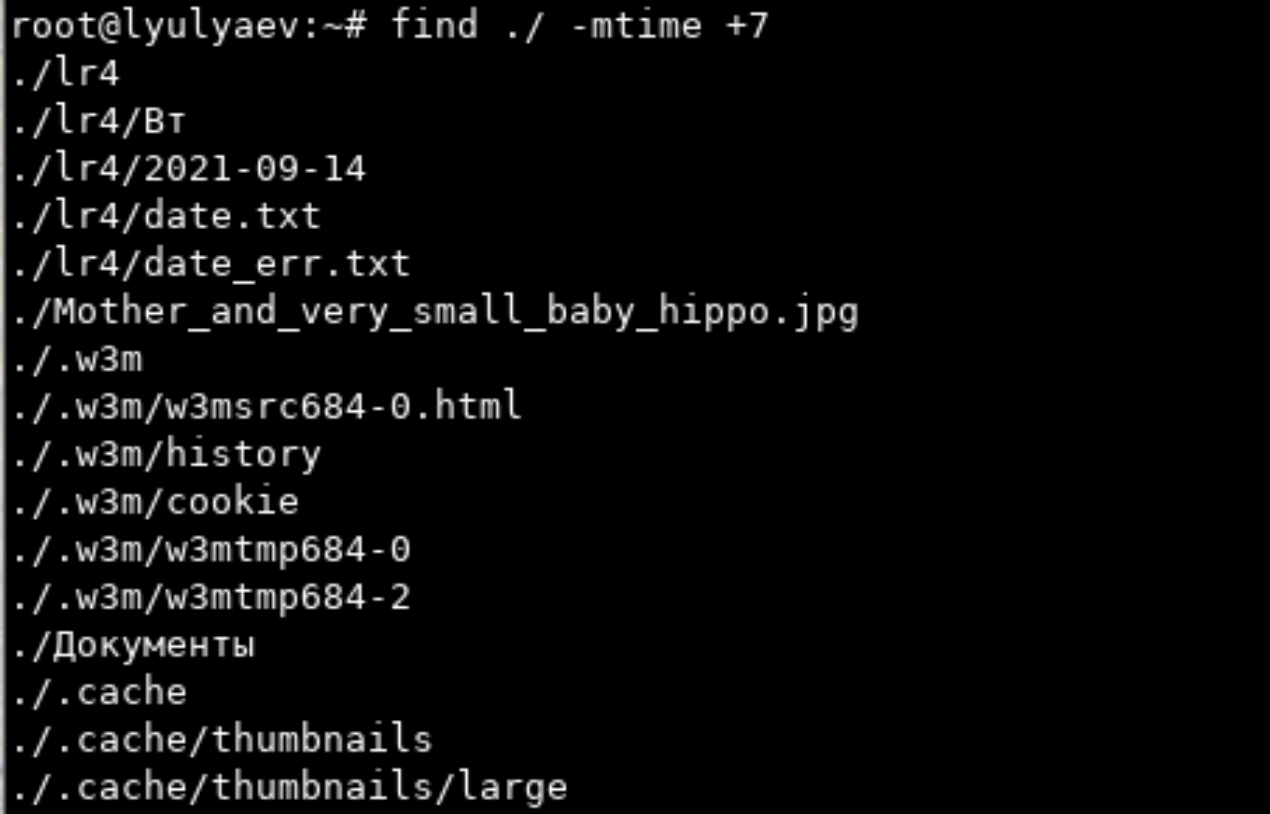 root@lyulyaev:~# find ./ -mtime +7
./lr4
./lr4/Вт
./lr4/2021-09-14
./lr4/date.txt
./lr4/date_err.txt
./Mother_and_very_small_baby_hippo.jpg
./.w3m
./.w3m/w3msrc684-0.html
./.w3m/history
./.w3m/cookie
./.w3m/w3mtmp684-0
./.w3m/w3mtmp684-2
./Документы
./.cache
./.cache/thumbnails
./.cache/thumbnails/large